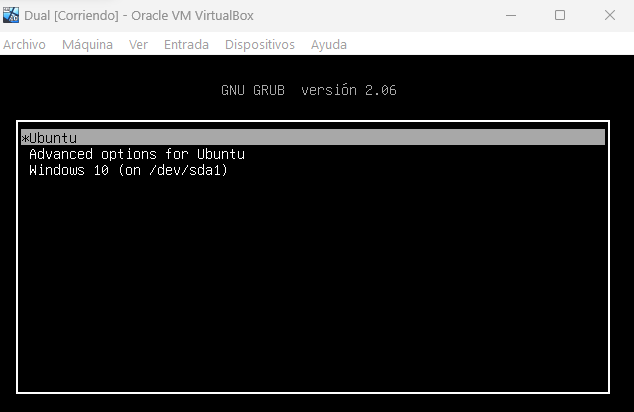 Dual [Corriendo] - Oracle VM VirtualBox
Archivo Máquina Ver Entrada Dispositivos Ayuda
GNU GRUB versión 2.06
*Ubuntu
Advanced options for Ubuntu
Windows 10 (on /dev/sda1)